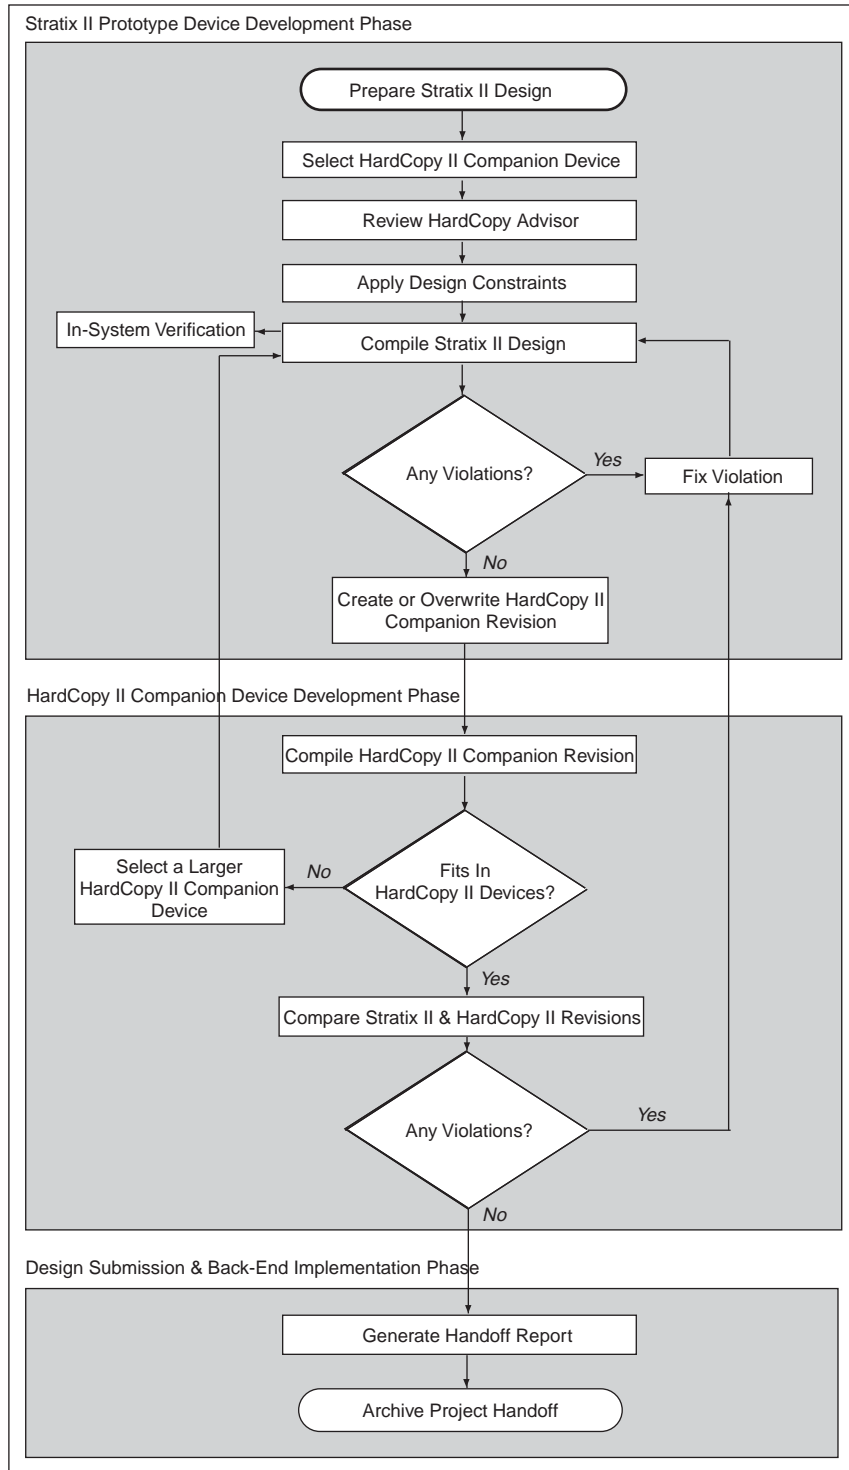 Stratix II Prototype Device Development Phase
Prepare Stratix II Design
Select HardCopy II Companion Device
Review HardCopy Advisor
Apply Design Constraints
In-System Verification
Compile Stratix II Design
Any Violations?
Yes
Fix Violation
No
Create or Overwrite HardCopy II
Companion Revision
HardCopy II Companion Device Development Phase
Compile HardCopy II Companion Revision
Select a Larger
HardCopy II Companion
Device
No
Fits In
HardCopy II Devices?
Yes
Compare Stratix II & HardCopy II Revisions
Any Violations?
Yes
No
Design Submission & Back-End Implementation Phase
Generate Handoff Report
Archive Project Handoff